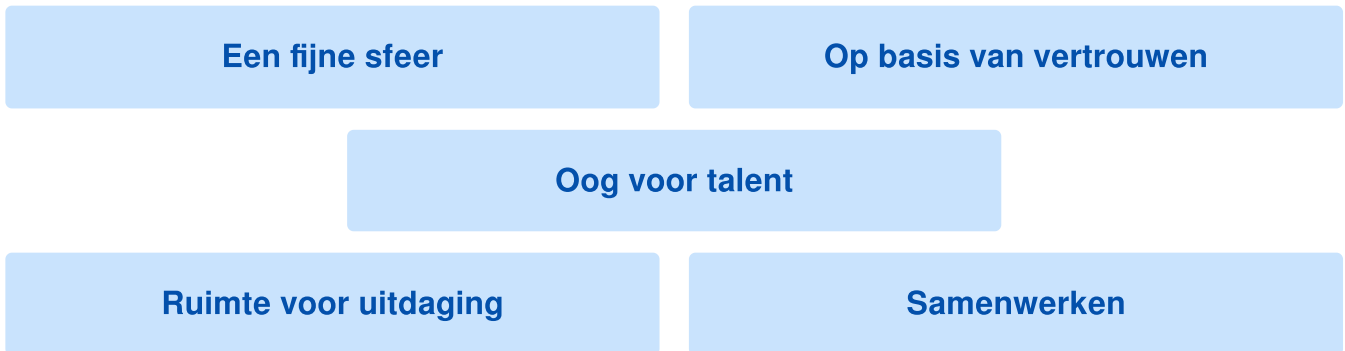 Een fijne sfeer
Op basis van vertrouwen
Oog voor talent
Ruimte voor uitdaging
Samenwerken